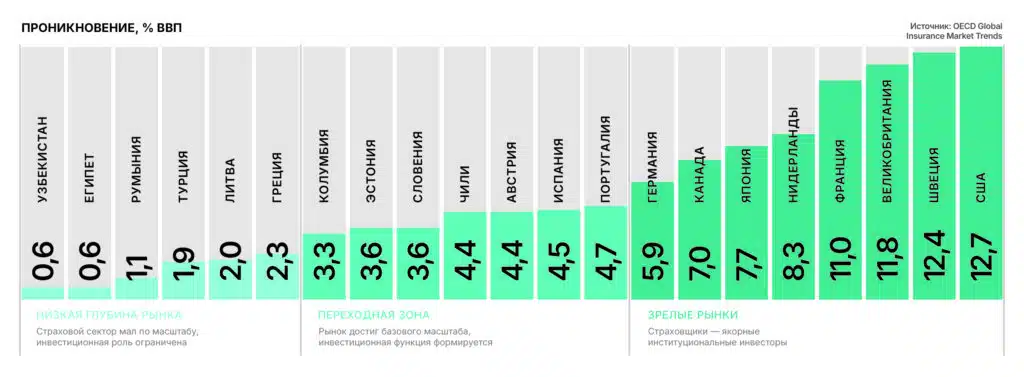 ПРОНИКНОВЕНИЕ, % ВВП
Источник: OECD Global
Insurance Market Trends
УЗБЕКИСТАН
0,6
ЕГИПЕТ
0,6
РУМЫНИЯ
1,1
ТУРЦИЯ
1,9
ЛИТВА
2,0
ГРЕЦИЯ
2,3
КОЛУМБИЯ
3,3
ЭСТОНИЯ
3,6
СЛОВЕНИЯ
3,6
ЧИЛИ
4,4
АВСТРИЯ
4,4
ИСПАНИЯ
4,5
ПОРТУГАЛИЯ
4,7
ГЕРМАНИЯ
5,9
КАНАДА
7,0
ЯПОНИЯ
7,7
НИДЕРЛАНДЫ
8,3
ФРАНЦИЯ
11,0
ВЕЛИКОБРИТАНИЯ
11,8
ШВЕЦИЯ
12,4
США
12,7
НИЗКАЯ ГЛУБИНА РЫНКА
Страховой сектор мал по масштабу,
инвестиционная роль ограничена
ПЕРЕХОДНАЯ ЗОНА
Рынок достиг базового масштаба,
инвестиционная функция формируется
ЗРЕЛЫЕ РЫНКИ
Страховщики — якорные
институциональные инвесторы